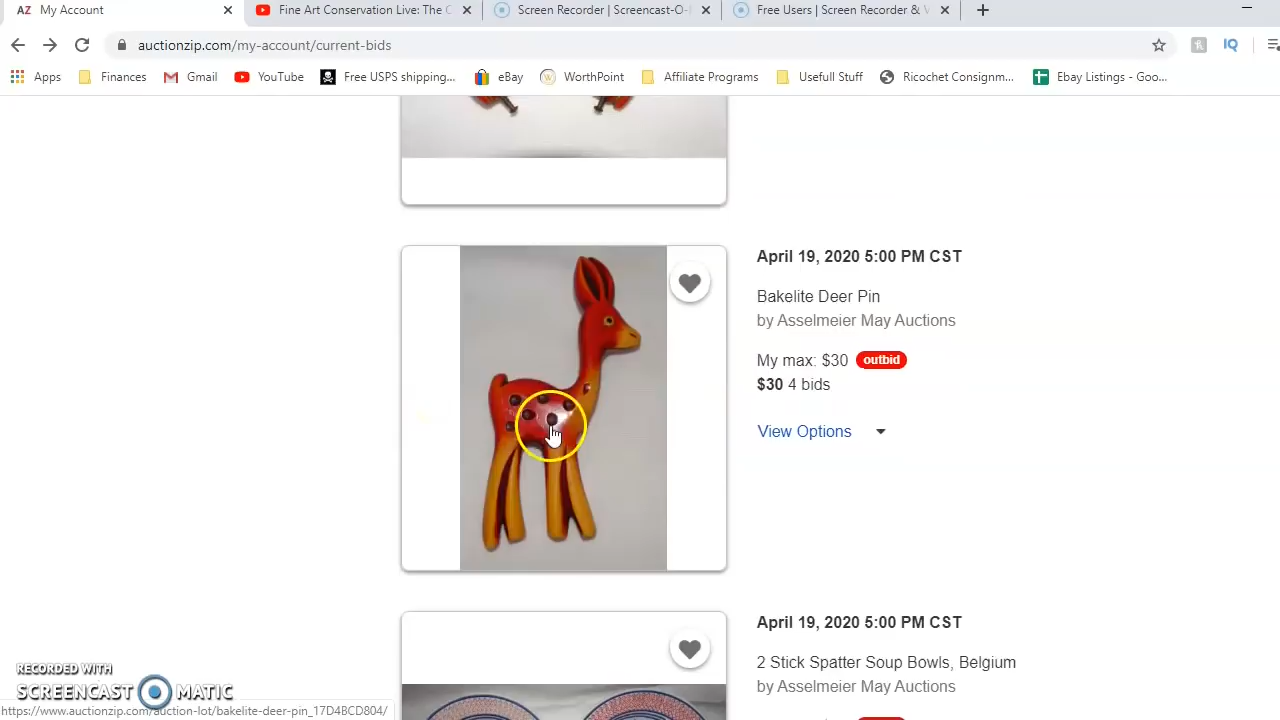 AZ My Account
Fine Art Conservation Live: The C
Screen Recorder | Screencast-O-
Free Users | Screen Recorder & V
auctionzip.com/my-account/current-bids
IQ
Apps Finances Gmail YouTube Free USPS shipping... eBay WorthPoint Affiliate Programs Usefull Stuff Ricochet Consignm... Ebay Listings - Goo...
April 19, 2020 5:00 PM CST
Bakelite Deer Pin
by Asselmeier May Auctions
My max: $30 outbid
$30 4 bids
View Options
April 19, 2020 5:00 PM CST
2 Stick Spatter Soup Bowls, Belgium
by Asselmeier May Auctions
RECORDED WITH
SCREENCAST MATIC
https://www.auctionzip.com/auction-lot/bakelite-deer-pin_17D4BCD804/